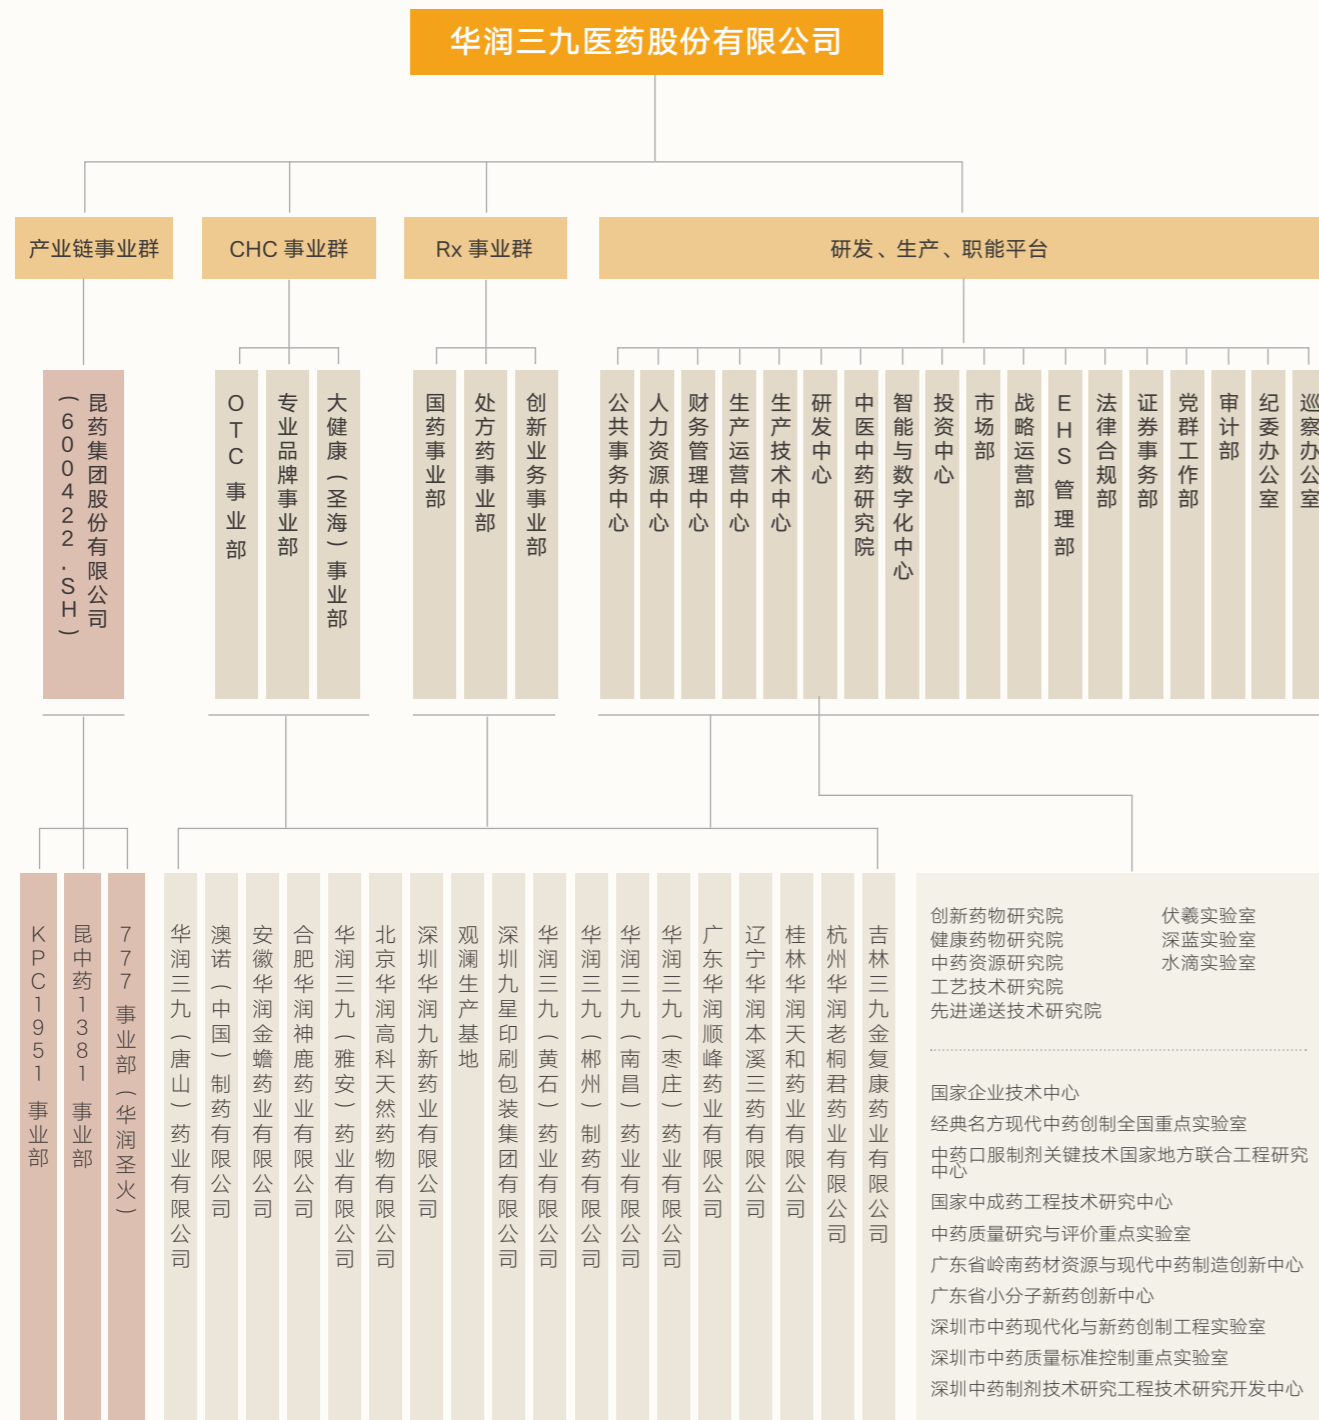 华润三九医药股份有限公司
产业链事业群
CHC 事业群
Rx 事业群
研发、生产、职能平台
昆药集团股份有限公司
(600422.SH)
OTC 事业部
专业品牌事业部
大健康(圣海)事业部
国药事业部
处方药事业部
创新业务事业部
公共事务中心
人力资源中心
财务管理中心
生产运营中心
生产技术中心
研发中心
中医中药研究院
智能与数字化中心
投资中心
市场部
战略运营部
EHS 管理部
法律合规部
证券事务部
党群工作部
审计部
纪委办公室
巡察办公室
KPC1951 事业部
昆中药1381 事业部
777 事业部(华润圣火)
华润三九(唐山)药业有限公司
澳诺(中国)制药有限公司
安徽华润金蟾药业有限公司
合肥华润神鹿药业有限公司
华润三九(雅安)药业有限公司
北京华润高科天然药物有限公司
深圳华润九新药业有限公司
观澜生产基地
深圳九星印刷包装集团有限公司
华润三九(黄石)药业有限公司
华润三九(郴州)制药有限公司
华润三九(南昌)药业有限公司
华润三九(枣庄)药业有限公司
广东华润顺峰药业有限公司
辽宁华润本溪三药有限公司
桂林华润天和药业有限公司
杭州华润老桐君药业有限公司
吉林三九金复康药业有限公司
创新药物研究院
健康药物研究院
中药资源研究院
工艺技术研究院
先进递送技术研究院
伏羲实验室
深蓝实验室
水滴实验室
国家企业技术中心
经典名方现代中药创制全国重点实验室
中药口服制剂关键技术国家地方联合工程研究
中心
国家中成药工程技术研究中心
中药质量研究与评价重点实验室
广东省岭南药材资源与现代中药制造创新中心
广东省小分子新药创新中心
深圳市中药现代化与新药创制工程实验室
深圳市中药质量标准控制重点实验室
深圳中药制剂技术研究工程技术研究开发中心